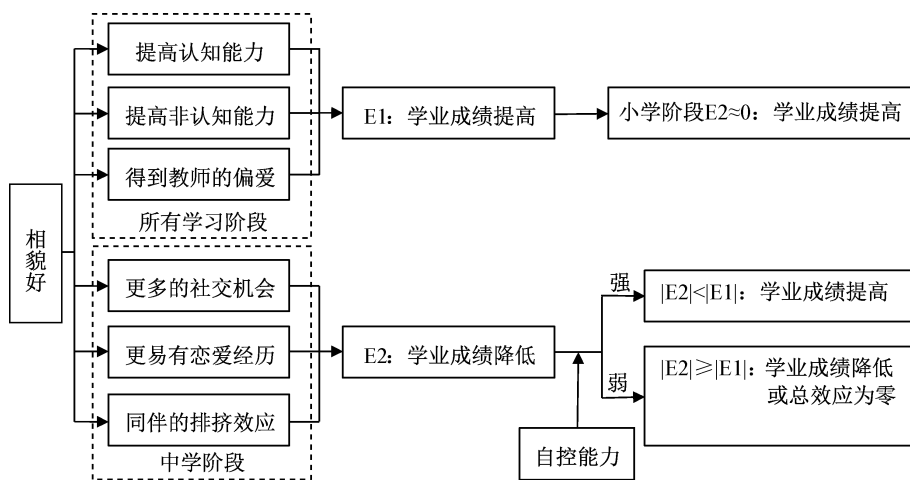 相貌好
提高认知能力
提高非认知能力
得到教师的偏爱
所有学习阶段
E1：学业成绩提高
小学阶段E2≈0：学业成绩提高
更多的社交机会
更易有恋爱经历
同伴的排挤效应
中学阶段
E2：学业成绩降低
自控能力
强
|E2|<|E1|：学业成绩提高
弱
|E2|≥|E1|：学业成绩降低
或总效应为零